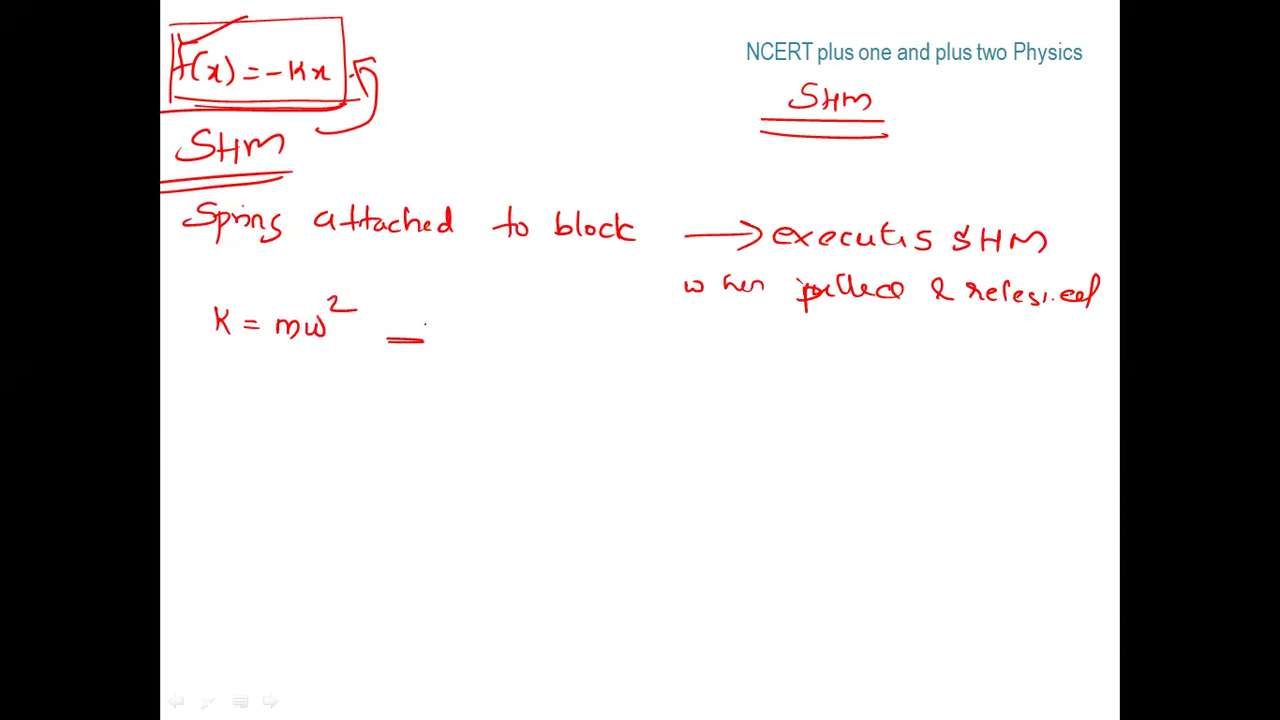 f(x) = -Kx
NCERT plus one and plus two Physics
SHM
SHM
Spring attached to block → executes SHM
when pulled & released
K = mω²